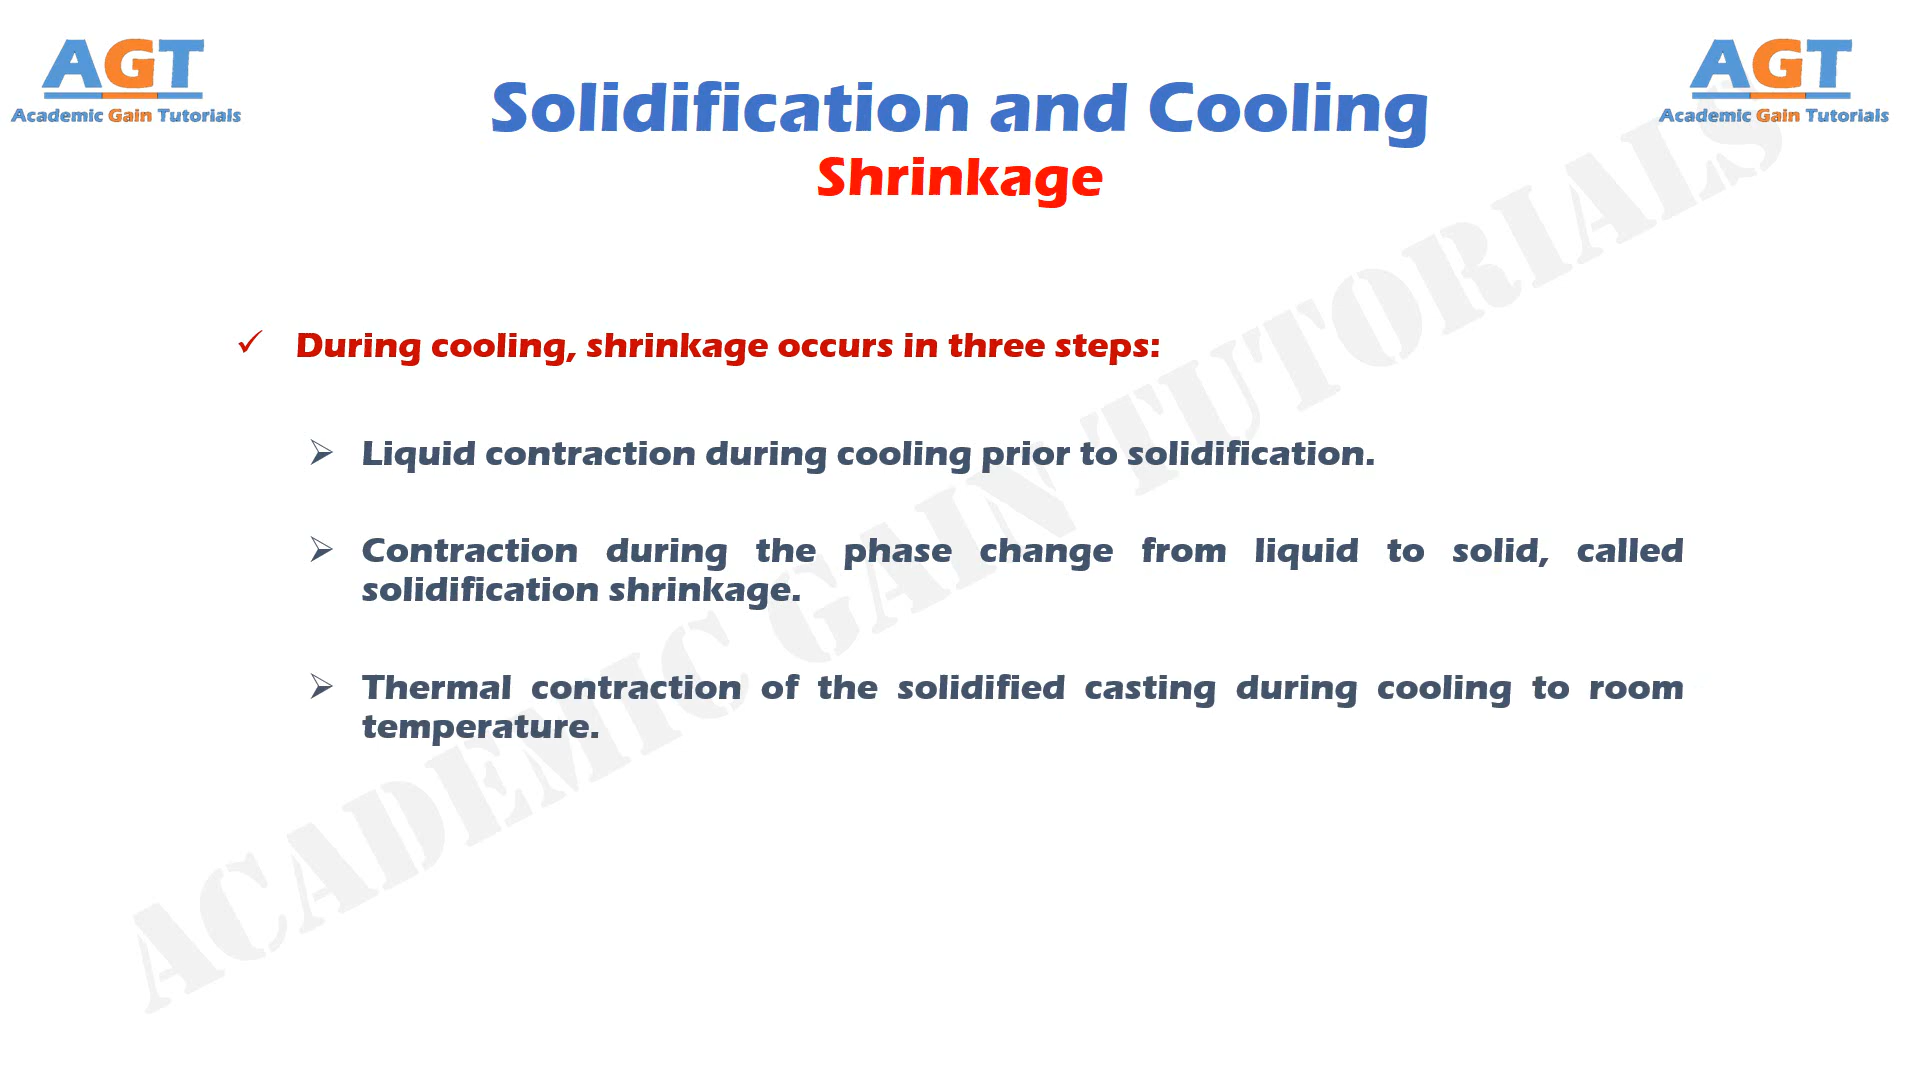 AGT
Academic Gain Tutorials
AGT
Academic Gain Tutorials
Solidification and Cooling
Shrinkage
✓ During cooling, shrinkage occurs in three steps:
➢ Liquid contraction during cooling prior to solidification.
➢ Contraction during the phase change from liquid to solid, called
solidification shrinkage.
➢ Thermal contraction of the solidified casting during cooling to room
temperature.
ACADEMIC GAIN TUTORIALS